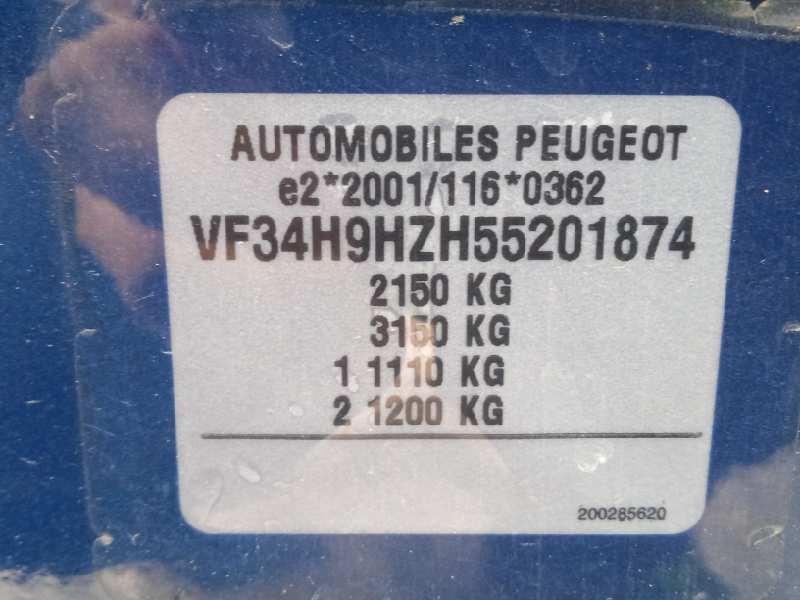 AUTOMOBILES PEUGEOT
e2*2001/116*0362
VF34H9HZH55201874
2150 KG
3150 KG
1 1110 KG
2 1200 KG
200285620